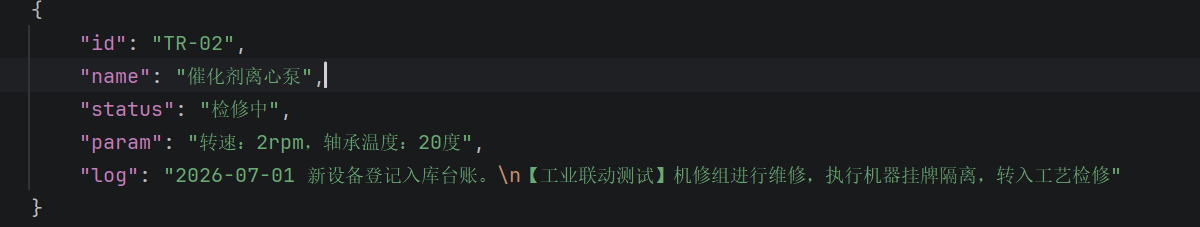 {
    "id": "TR-02",
    "name": "催化剂离心泵",
    "status": "检修中",
    "param": "转速：2rpm，轴承温度：20度",
    "log": "2026-07-01 新设备登记入库台账。\n【工业联动测试】机修组进行维修，执行机器挂牌隔离，转入工艺检修"
}